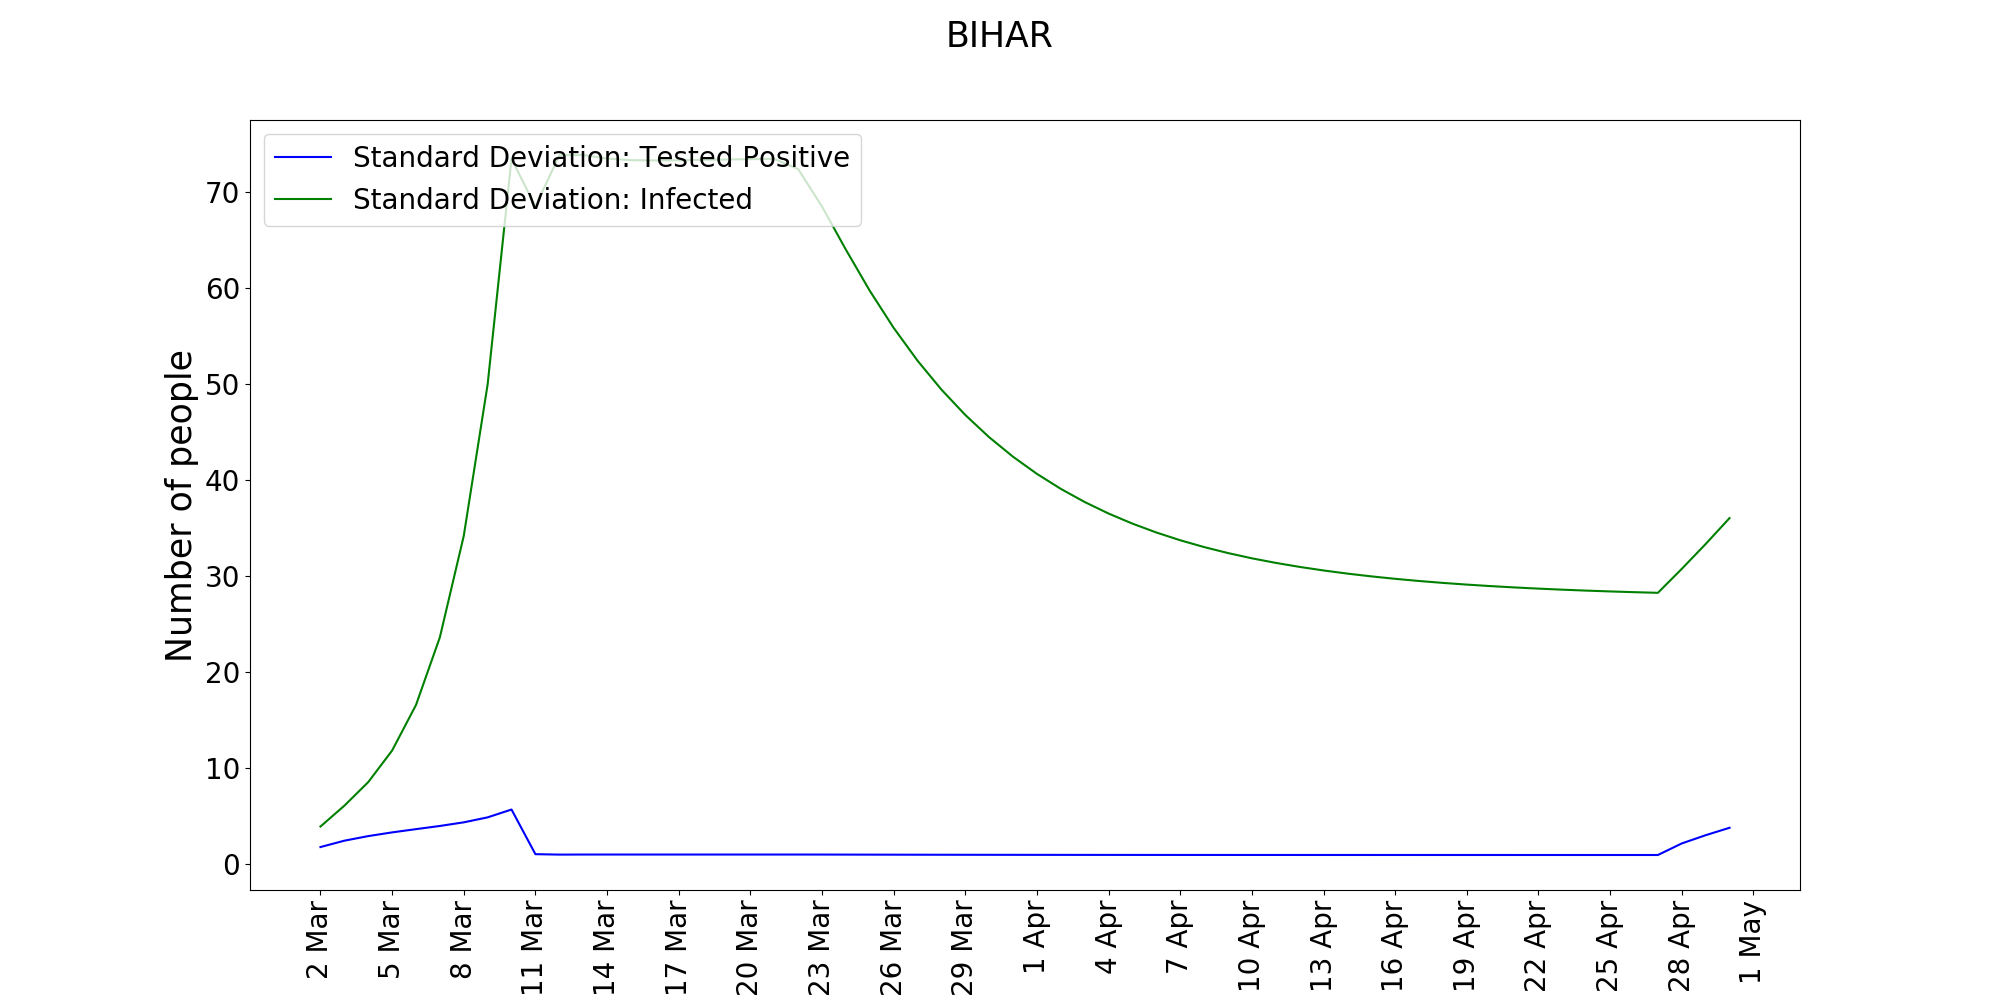 BIHAR
Standard Deviation: Tested Positive
Standard Deviation: Infected
Number of people
70
60
50
40
30
20
10
0
2 Mar
5 Mar
8 Mar
11 Mar
14 Mar
17 Mar
20 Mar
23 Mar
26 Mar
29 Mar
1 Apr
4 Apr
7 Apr
10 Apr
13 Apr
16 Apr
19 Apr
22 Apr
25 Apr
28 Apr
1 May